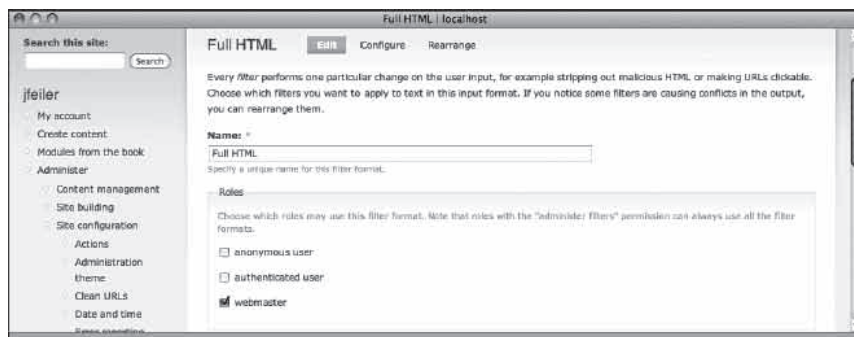 Full HTML | localhost
Search this site:
Search
jfeiler
My account
Create content
Modules from the book
Administer
Content management
Site building
Site configuration
Actions
Administration
theme
Clean URLs
Date and time
Error reporting
Full HTML
Edit
Configure
Rearrange
Every filter performs one particular change on the user input, for example stripping out malicious HTML or making URLs clickable.
Choose which filters you want to apply to text in this input format. If you notice some filters are causing conflicts in the output,
you can rearrange them.
Name: *
Full HTML
Specify a unique name for this filter format.
Roles
Choose which roles may use this filter format. Note that roles with the "administer filters" permission can always use all the filter
formats.
anonymous user
authenticated user
webmaster